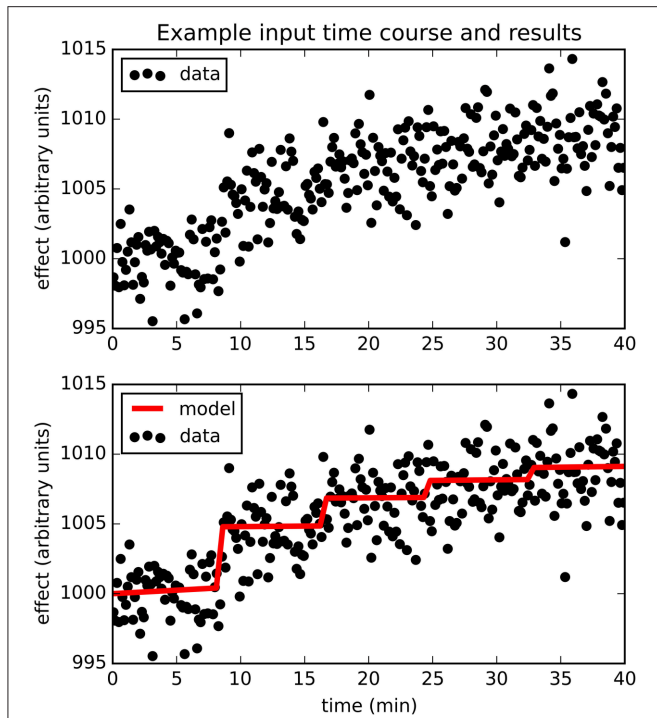 Example input time course and results
1015
1010
1005
1000
995
effect (arbitrary units)
data
0 5 10 15 20 25 30 35 40
1015
1010
1005
1000
995
effect (arbitrary units)
model
data
0 5 10 15 20 25 30 35 40
time (min)